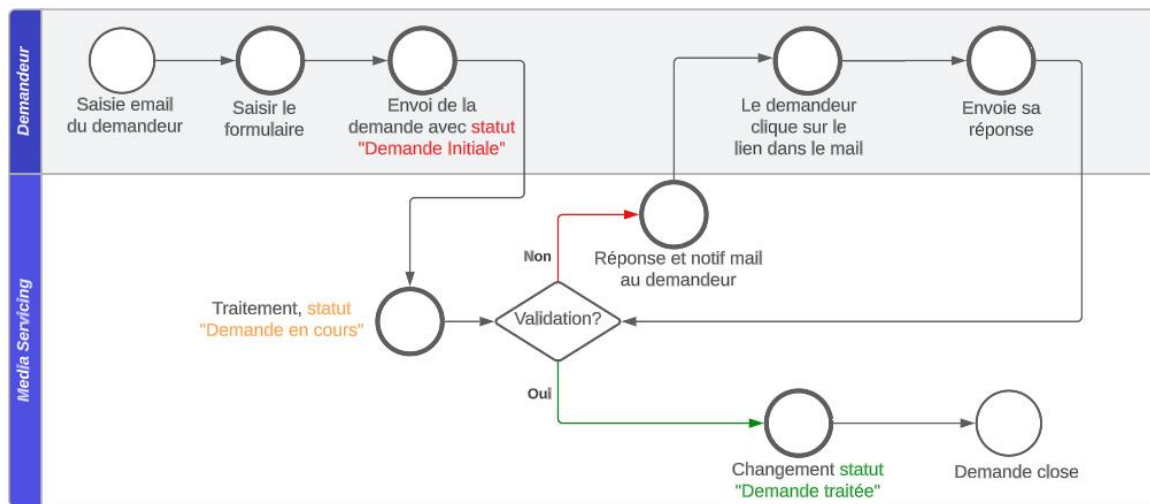 Demandeur
Saisie email
du demandeur
Saisir le
formulaire
Envoi de la
demande avec statut
"Demande Initiale"
Le demandeur
clique sur le
lien dans le mail
Envoie sa
réponse
Media Servicing
Traitement, statut
"Demande en cours"
Validation?
Non
Réponse et notif mail
au demandeur
Oui
Changement statut
"Demande traitée"
Demande close